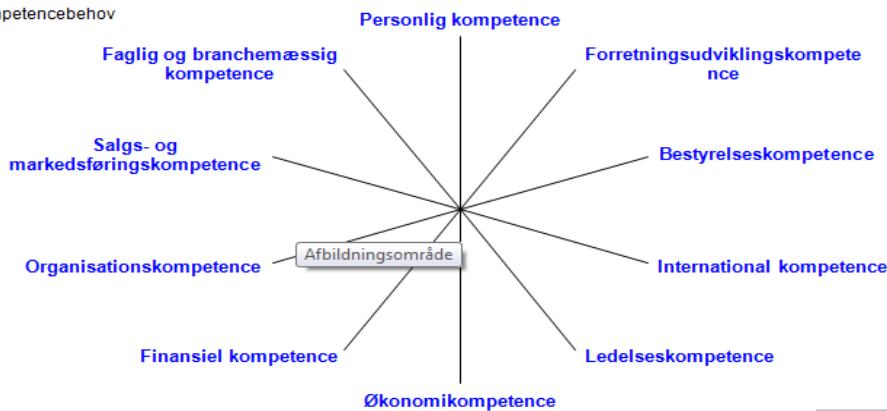 mpetencebehov
Personlig kompetence
Faglig og branchemæssig
kompetence
Forretningsudviklingskompete
nce
Salgs- og
markedsføringskompetence
Bestyrelseskompetence
Afbildningsområde
Organisationskompetence
International kompetence
Finansiel kompetence
Ledelseskompetence
Økonomikompetence